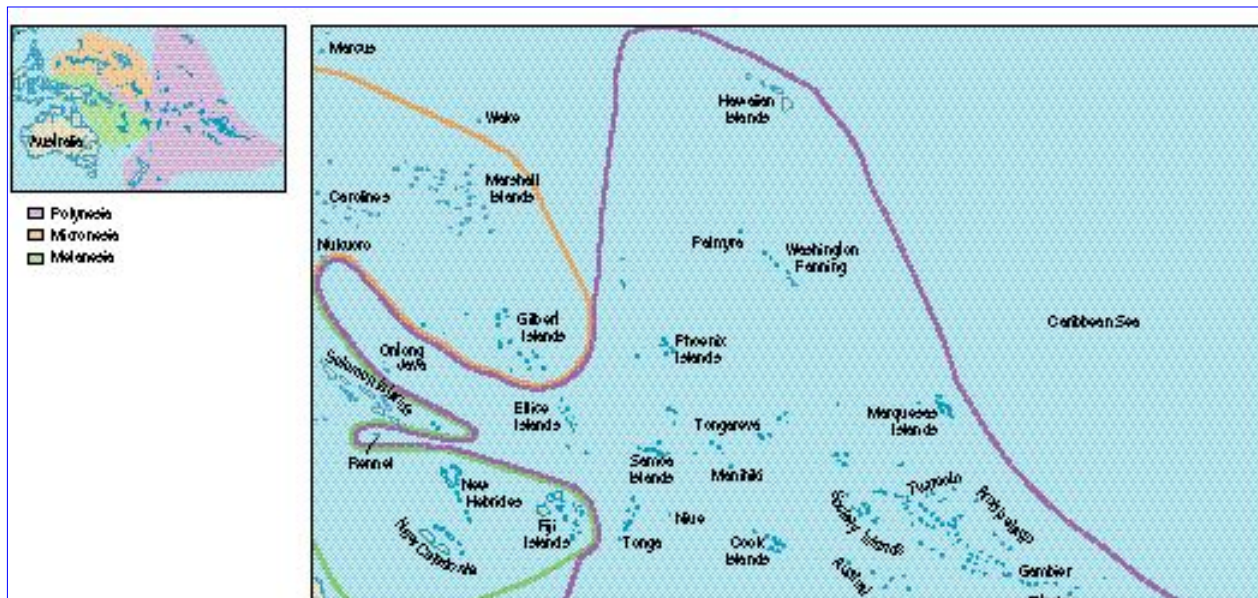 Australia
Polynesia
Micronesia
Melanesia
Marcus
Wake
Hawaiian
Islands
Marshall
Islands
Carolines
Nukuoro
Palmyra
Washington
Fanning
Gilbert
Islands
Caribbean Sea
Phoenix
Islands
Ontong
Java
Solomon Islands
Ellice
Islands
Tongareva
Marquesas
Islands
Rennel
Samoa
Islands
Manihiki
New
Hebrides
Fiji
Islands
New Caledonia
Tonga
Niue
Cook
Islands
Society Islands
Tuamotu
Archipelago
Austral
Gambier